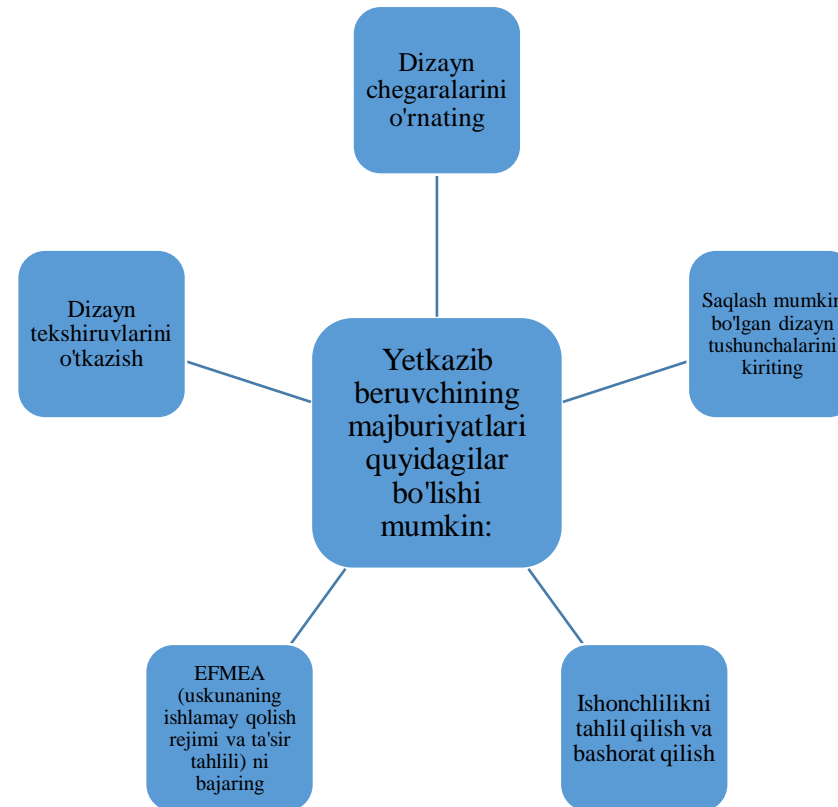 Dizayn
chegaralarini
o'rnating
Dizayn
tekshiruvlarini
o'tkazish
Saqlash mumkin
bo'lgan dizayn
tushunchalarini
kiriting
Yetkazib
beruvchining
majburiyatlari
quyidagilar
bo'lishi
mumkin:
EFMEA
(uskunaning
ishlamay qolish
rejimi va ta'sir
tahlili) ni
bajaring
Ishonchlilikni
tahlil qilish va
bashorat qilish